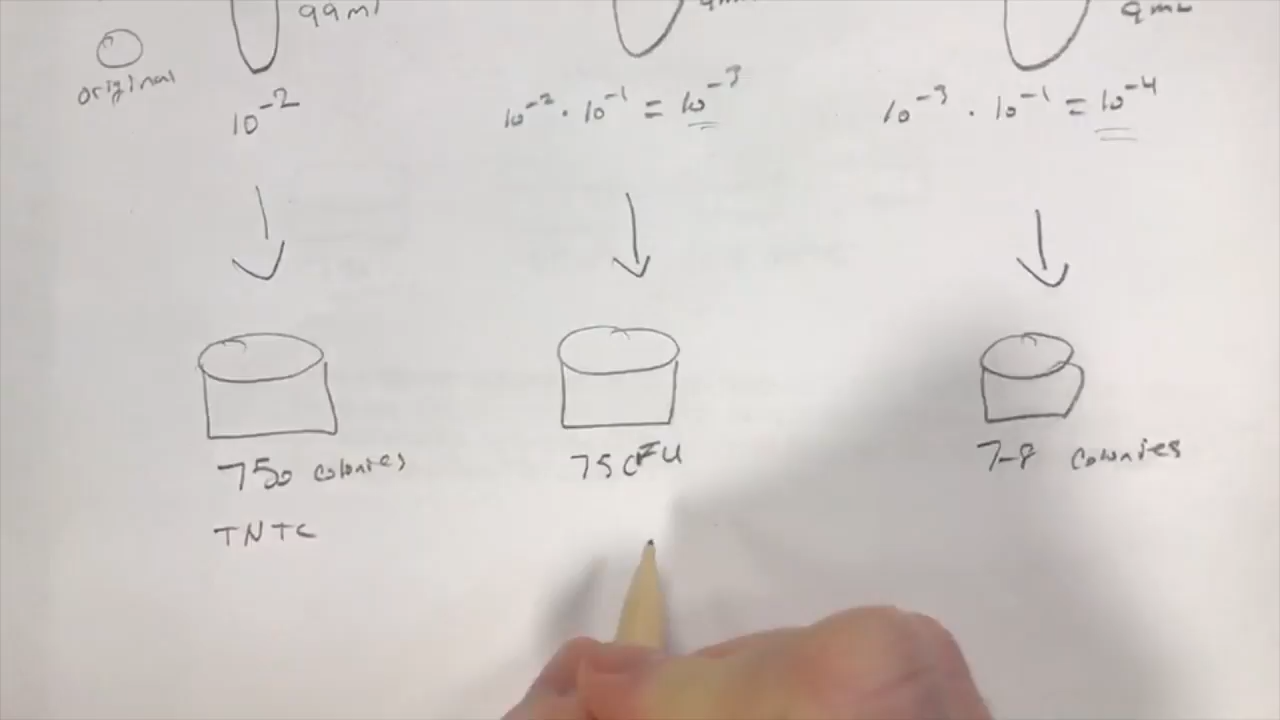 99ml
9mL
original
10⁻²
10⁻² · 10⁻¹ = 10⁻³
10⁻³ · 10⁻¹ = 10⁻⁴
750 colonies
75 CFU
7-8 colonies
TNTC